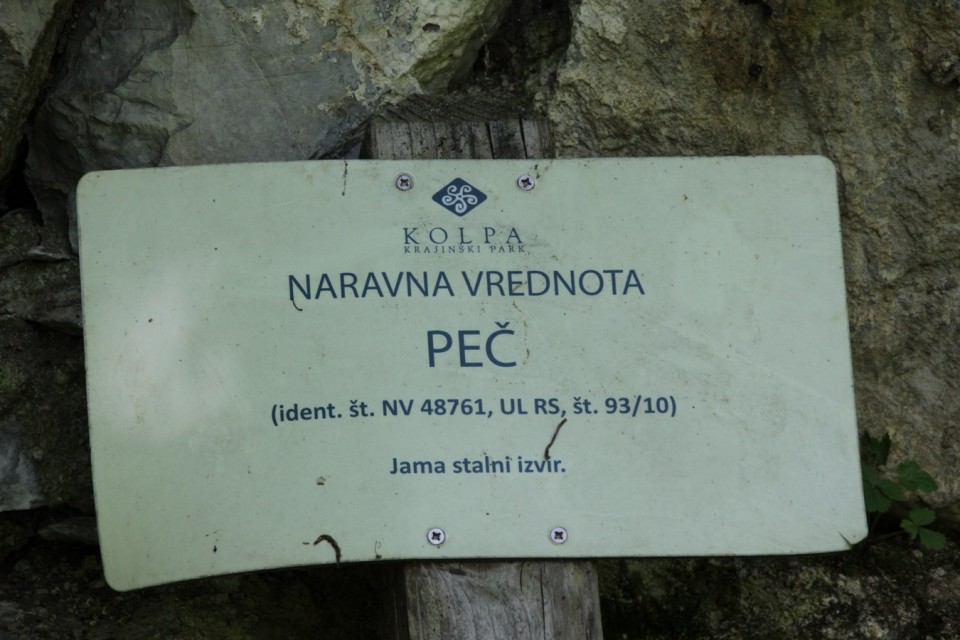 KOLPA
KRAJINSKI PARK
NARAVNA VREDNOTA
PEČ
(ident. št. NV 48761, UL RS, št. 93/10)
Jama stalni izvir.